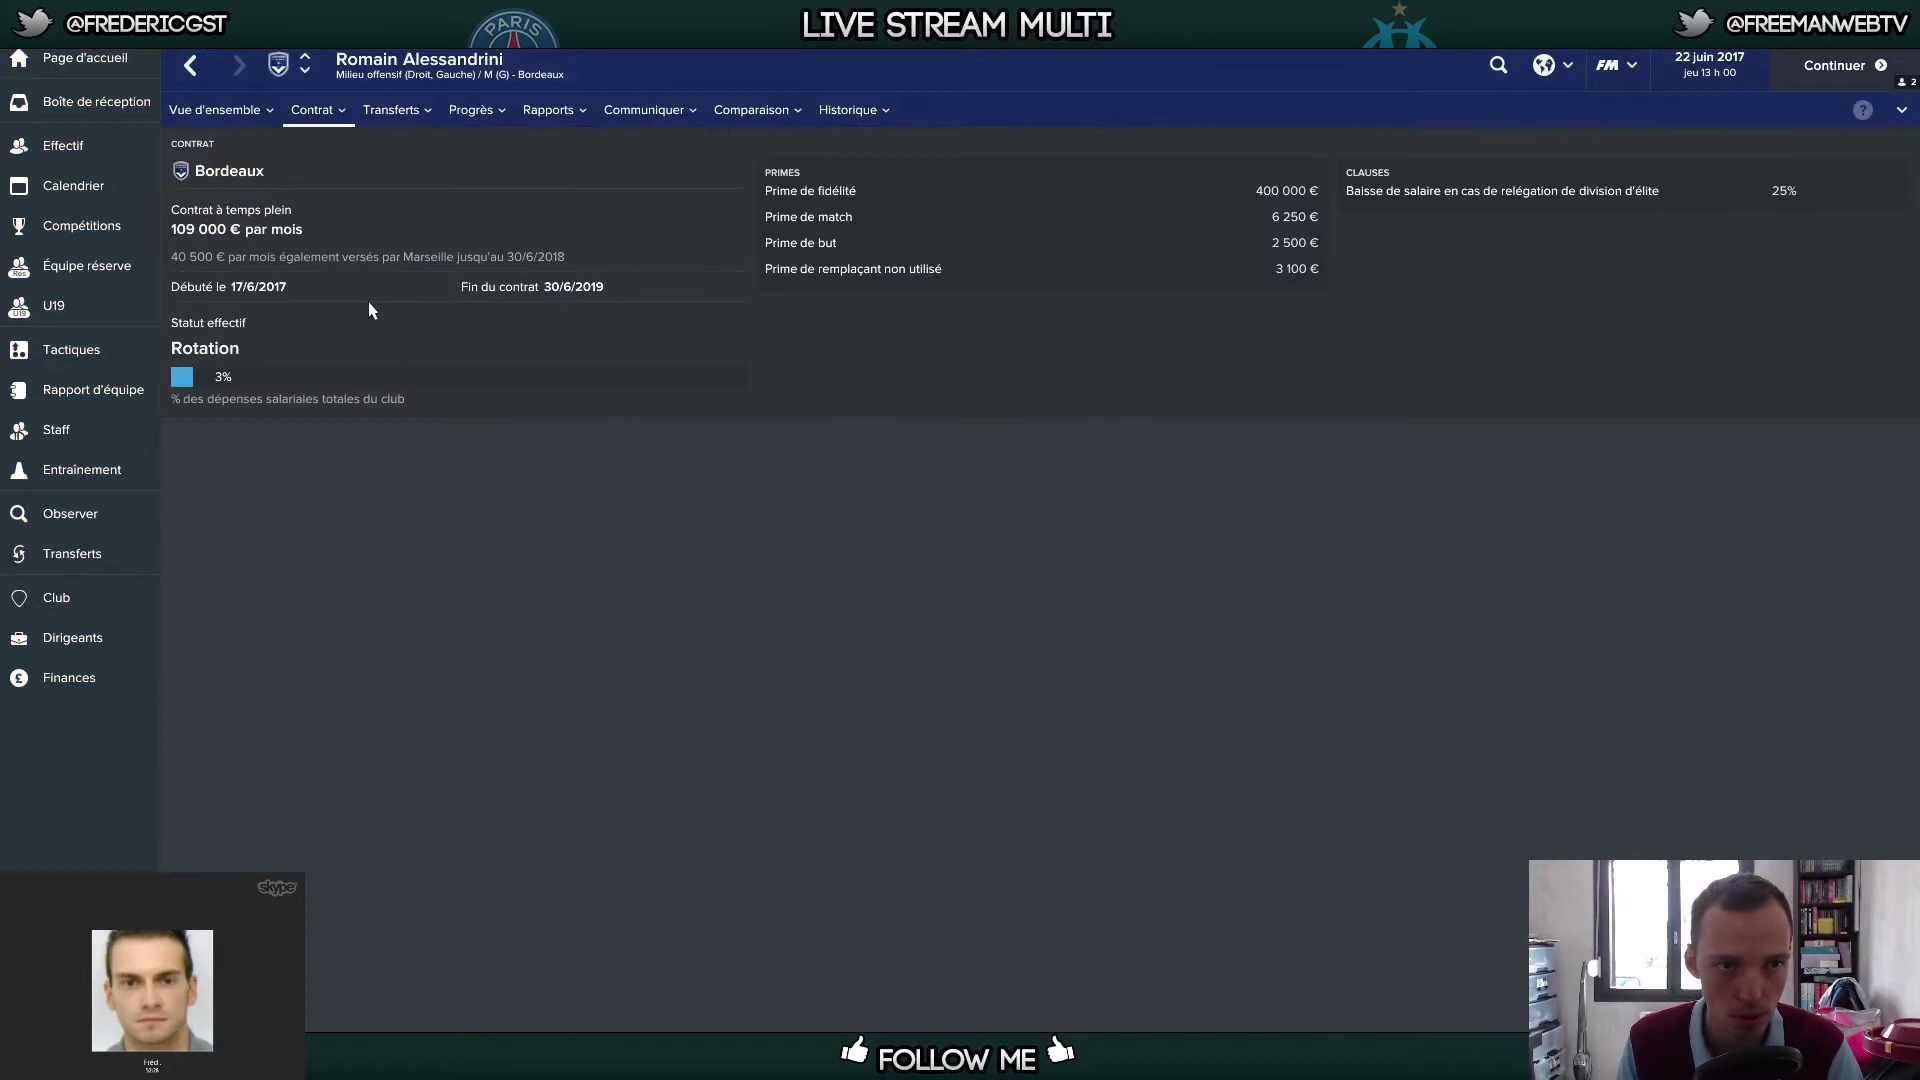 @FREDERICGST
PARIS
LIVE STREAM MULTI
@FREEMANWEBTV
Page d'accueil
Boîte de réception
Effectif
Calendrier
Compétitions
Rés
Équipe réserve
U19
U19
Tactiques
Rapport d'équipe
Staff
Entraînement
Observer
Transferts
Club
Dirigeants
£
Finances
Romain Alessandrini
Milieu offensif (Droit, Gauche) / M (G) - Bordeaux
FM
22 juin 2017
jeu 13 h 00
Continuer
2
Vue d'ensemble
Contrat
Transferts
Progrès
Rapports
Communiquer
Comparaison
Historique
?
CONTRAT
Bordeaux
Contrat à temps plein
109 000 € par mois
40 500 € par mois également versés par Marseille jusqu'au 30/6/2018
Débuté le 17/6/2017
Fin du contrat 30/6/2019
Statut effectif
Rotation
3%
% des dépenses salariales totales du club
PRIMES
Prime de fidélité 400 000 €
Prime de match 6 250 €
Prime de but 2 500 €
Prime de remplaçant non utilisé 3 100 €
CLAUSES
Baisse de salaire en cas de relégation de division d'élite 25%
skype
FOLLOW ME